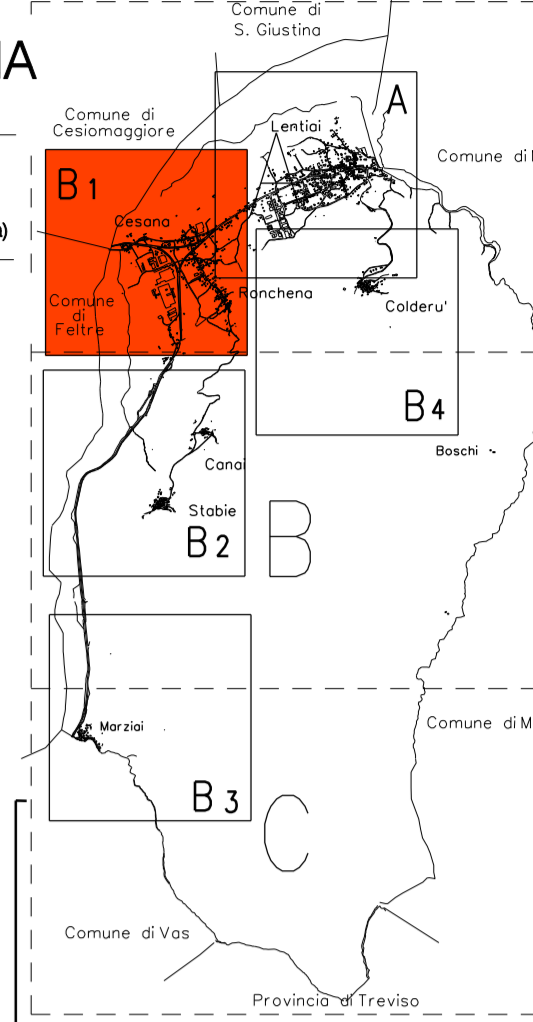 Comune di
S. Giustina
A
Comune di
Cesiomaggiore
Lentiai
Comune di
B 1
Cesana
Ronchena
Comune
di
Feltre
Colderu'
B 4
Boschi
Canai
Stabie
B 2
B
Marziai
Comune di M
B 3
C
Comune di Vas
Provincia di Treviso